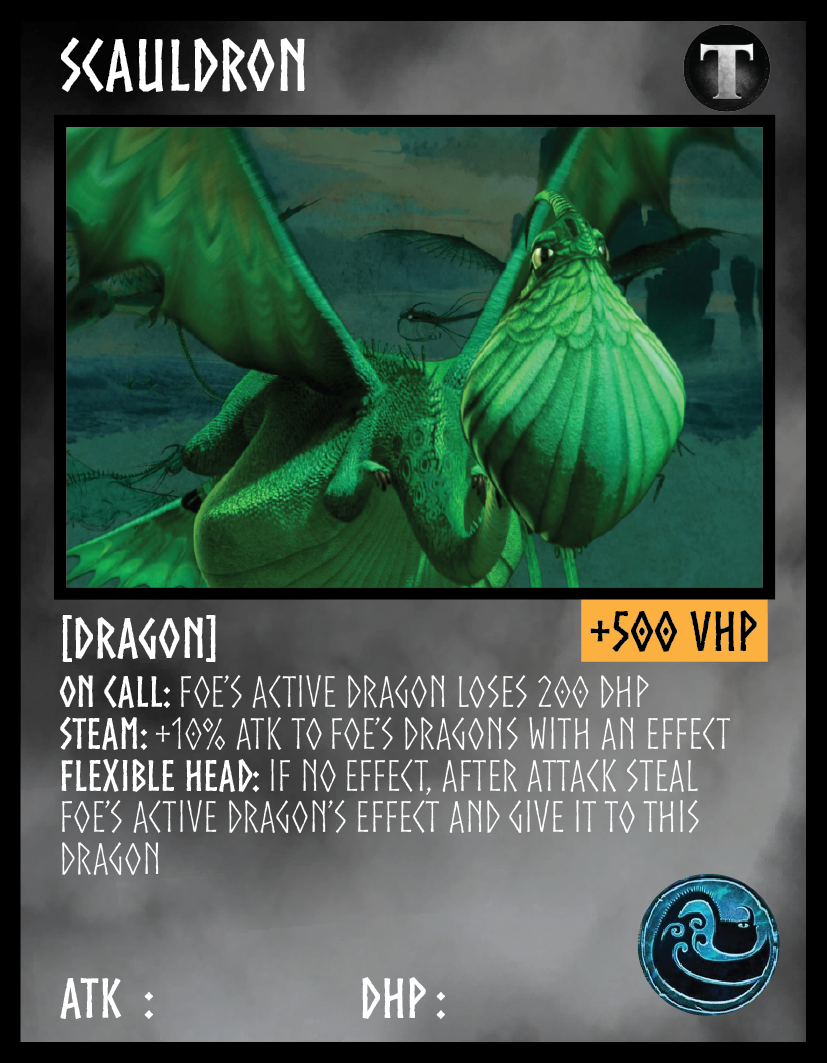 SCAULDRON
T
+500 VHP
[DRAGON]
ON CALL: FOE'S ACTIVE DRAGON LOSES 200 DHP
STEAM: +10% ATK TO FOE'S DRAGONS WITH AN EFFECT
FLEXIBLE HEAD: IF NO EFFECT, AFTER ATTACK STEAL
FOE'S ACTIVE DRAGON'S EFFECT AND GIVE IT TO THIS
DRAGON
ATK :
DHP :